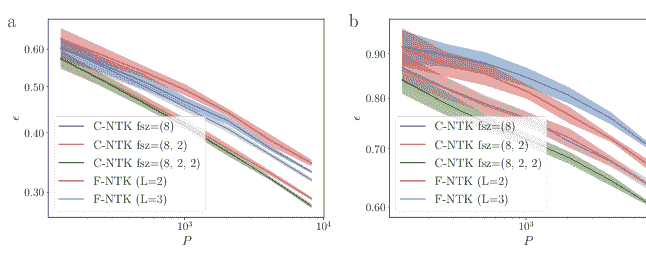 a
0.60
0.50
0.40
0.30
ϵ
C-NTK fsz=(8)
C-NTK fsz=(8, 2)
C-NTK fsz=(8, 2, 2)
F-NTK (L=2)
F-NTK (L=3)
10³
10⁴
P
b
0.90
0.80
0.70
0.60
ϵ
C-NTK fsz=(8)
C-NTK fsz=(8, 2)
C-NTK fsz=(8, 2, 2)
F-NTK (L=2)
F-NTK (L=3)
10³
P